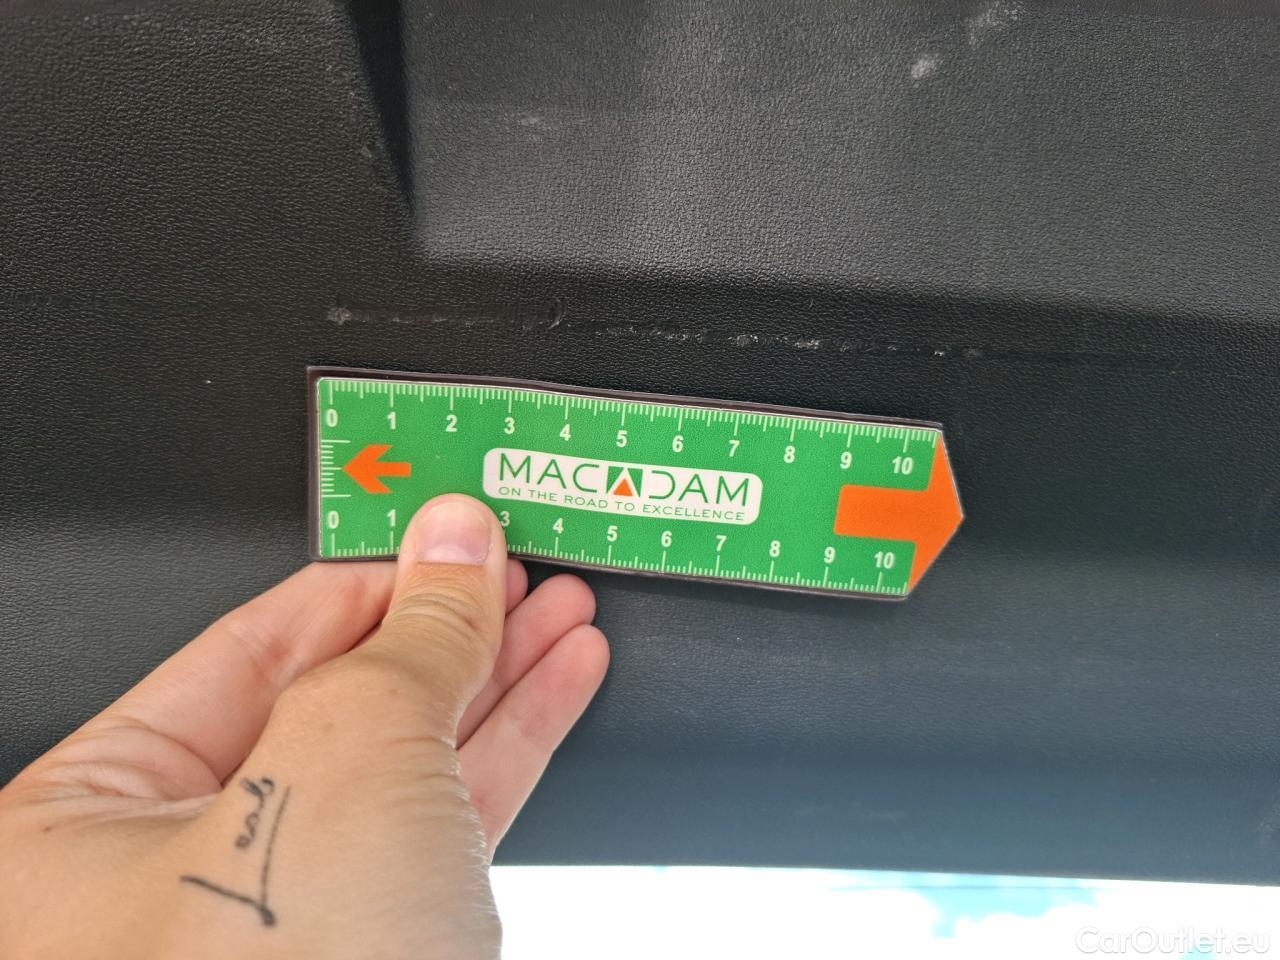 0 1 2 3 4 5 6 7 8 9 10
MACADAM
ON THE ROAD TO EXCELLENCE
0 1 3 4 5 6 7 8 9 10
CarOutlet.eu